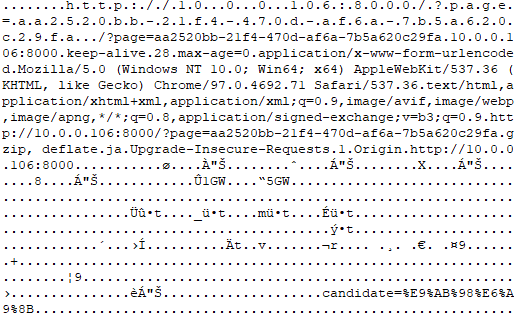 ........h.t.t.p.:././.1.0...0...0...1.0.6.:.8.0.0.0./.?.p.a.g.e.
=.a.a.2.5.2.0.b.b.-.2.1.f.4.-.4.7.0.d.-.a.f.6.a.-.7.b.5.a.6.2.0.
c.2.9.f.a.../?page=aa2520bb-21f4-470d-af6a-7b5a620c29fa.10.0.0.1
06:8000.keep-alive.28.max-age=0.application/x-www-form-urlencode
d.Mozilla/5.0 (Windows NT 10.0; Win64; x64) AppleWebKit/537.36 (
KHTML, like Gecko) Chrome/97.0.4692.71 Safari/537.36.text/html,a
pplication/xhtml+xml,application/xml;q=0.9,image/avif,image/webp
,image/apng,*/*;q=0.8,application/signed-exchange;v=b3;q=0.9.htt
p://10.0.0.106:8000/?page=aa2520bb-21f4-470d-af6a-7b5a620c29fa.g
zip, deflate.ja.Upgrade-Insecure-Requests.1.Origin.http://10.0.0
.106:8000...........ø....À"Š........ˆ....Á"Š........X....Á"Š....
....8....Á"Š............Û1GW....“5GW............................
................................................................
................Üû•t...._ü•t....mü•t....Éü•t....................
.........................................ý•t....................
............´...›Í..........Ät..v.......¬r.... .¸. .€. .¤9......
.+..............................................................
........¦9......................................................
›...............èÁ"Š....................candidate=%E9%AB%98%E6%A
9%8B............................................................